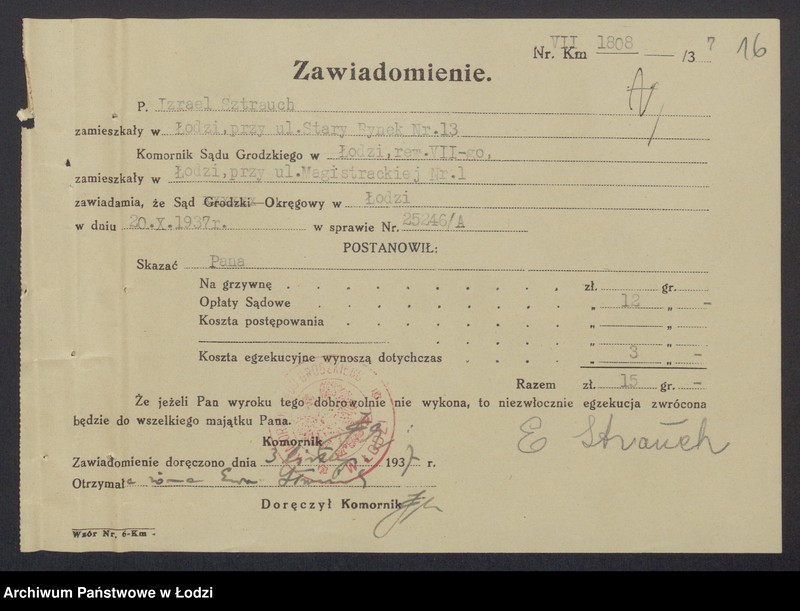 Nr. Km VII 1808 — /37 16
Zawiadomienie.
P. Izrael Sztrauch
zamieszkały w Łodzi, przy ul. Stary Rynek Nr. 13
Komornik Sądu Grodzkiego w Łodzi, rew. VII-go,
zamieszkały w Łodzi, przy ul. Magistrackiej Nr. 1
zawiadamia, że Sąd Grodzki Okręgowy w Łodzi
w dniu 20.X.1937r. w sprawie Nr. 25246/A
POSTANOWIŁ:
Skazać Pana
Na grzywnę zł. gr.
Opłaty Sądowe „ 12 „ —
Koszta postępowania „ „
„ „
Koszta egzekucyjne wynoszą dotychczas „ 3 „ —
Razem zł. 15 gr. —
Że jeżeli Pan wyroku tego dobrowolnie nie wykona, to niezwłocznie egzekucja zwrócona
będzie do wszelkiego majątku Pana.
Komornik
E Strauch
Zawiadomienie doręczono dnia 3 1937 r.
Otrzymał a żona Ewa
Doręczył Komornik
Wzór Nr, 6-Km -
Archiwum Państwowe w Łodzi